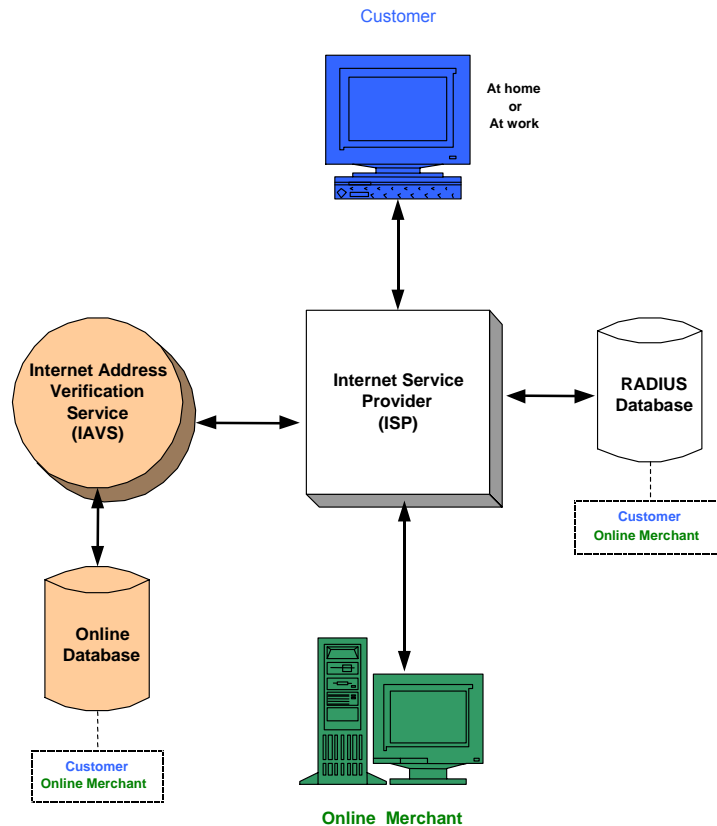 Customer
At home
or
At work
Internet Address
Verification
Service
(IAVS)
Internet Service
Provider
(ISP)
RADIUS
Database
Customer
Online Merchant
Online
Database
Customer
Online Merchant
Online Merchant